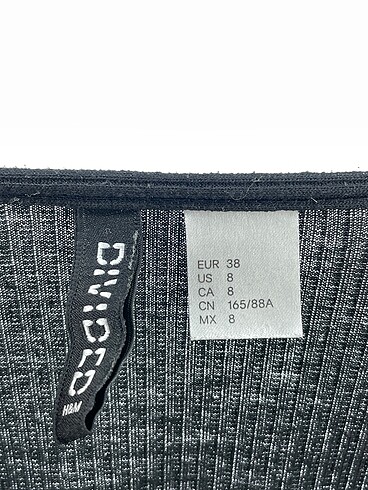 DIVIDED
H&M
EUR 38
US 8
CA 8
CN 165/88A
MX 8